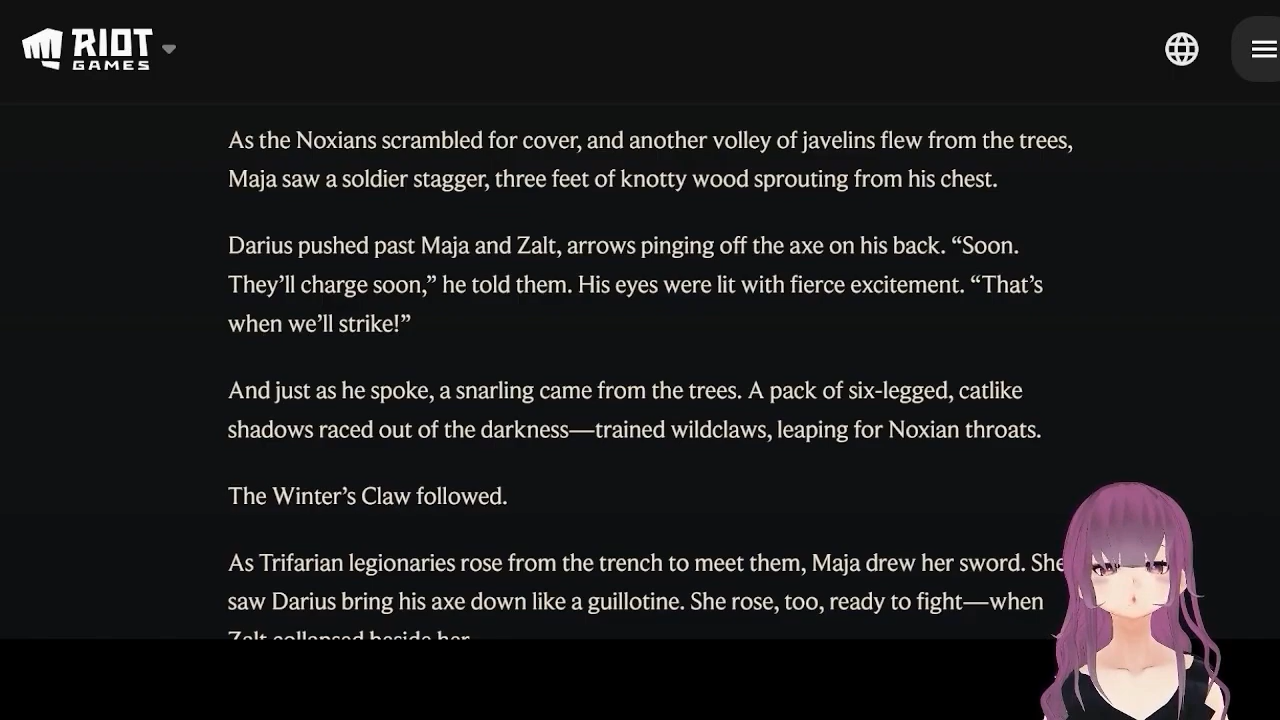 RIOT
GAMES
As the Noxians scrambled for cover, and another volley of javelins flew from the trees,
Maja saw a soldier stagger, three feet of knotty wood sprouting from his chest.
Darius pushed past Maja and Zalt, arrows pinging off the axe on his back. “Soon.
They’ll charge soon,” he told them. His eyes were lit with fierce excitement. “That’s
when we’ll strike!”
And just as he spoke, a snarling came from the trees. A pack of six-legged, catlike
shadows raced out of the darkness—trained wildclaws, leaping for Noxian throats.
The Winter’s Claw followed.
As Trifarian legionaries rose from the trench to meet them, Maja drew her sword. She
saw Darius bring his axe down like a guillotine. She rose, too, ready to fight—when
Zalt collapsed beside her